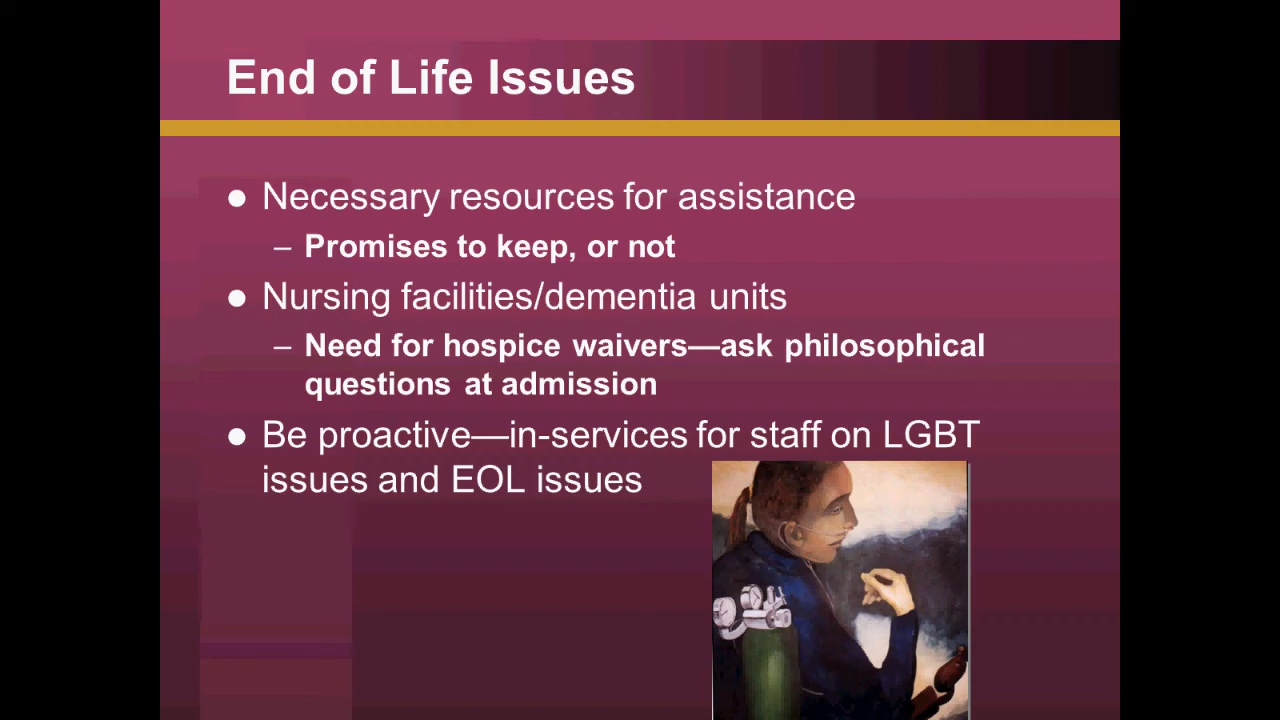 End of Life Issues
● Necessary resources for assistance
– Promises to keep, or not
● Nursing facilities/dementia units
– Need for hospice waivers—ask philosophical
questions at admission
● Be proactive—in-services for staff on LGBT
issues and EOL issues